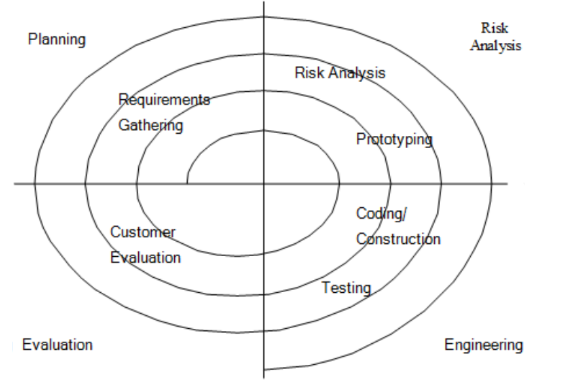 Planning
Risk
Analysis
Risk Analysis
Requirements
Gathering
Prototyping
Customer
Evaluation
Coding/
Construction
Testing
Evaluation
Engineering